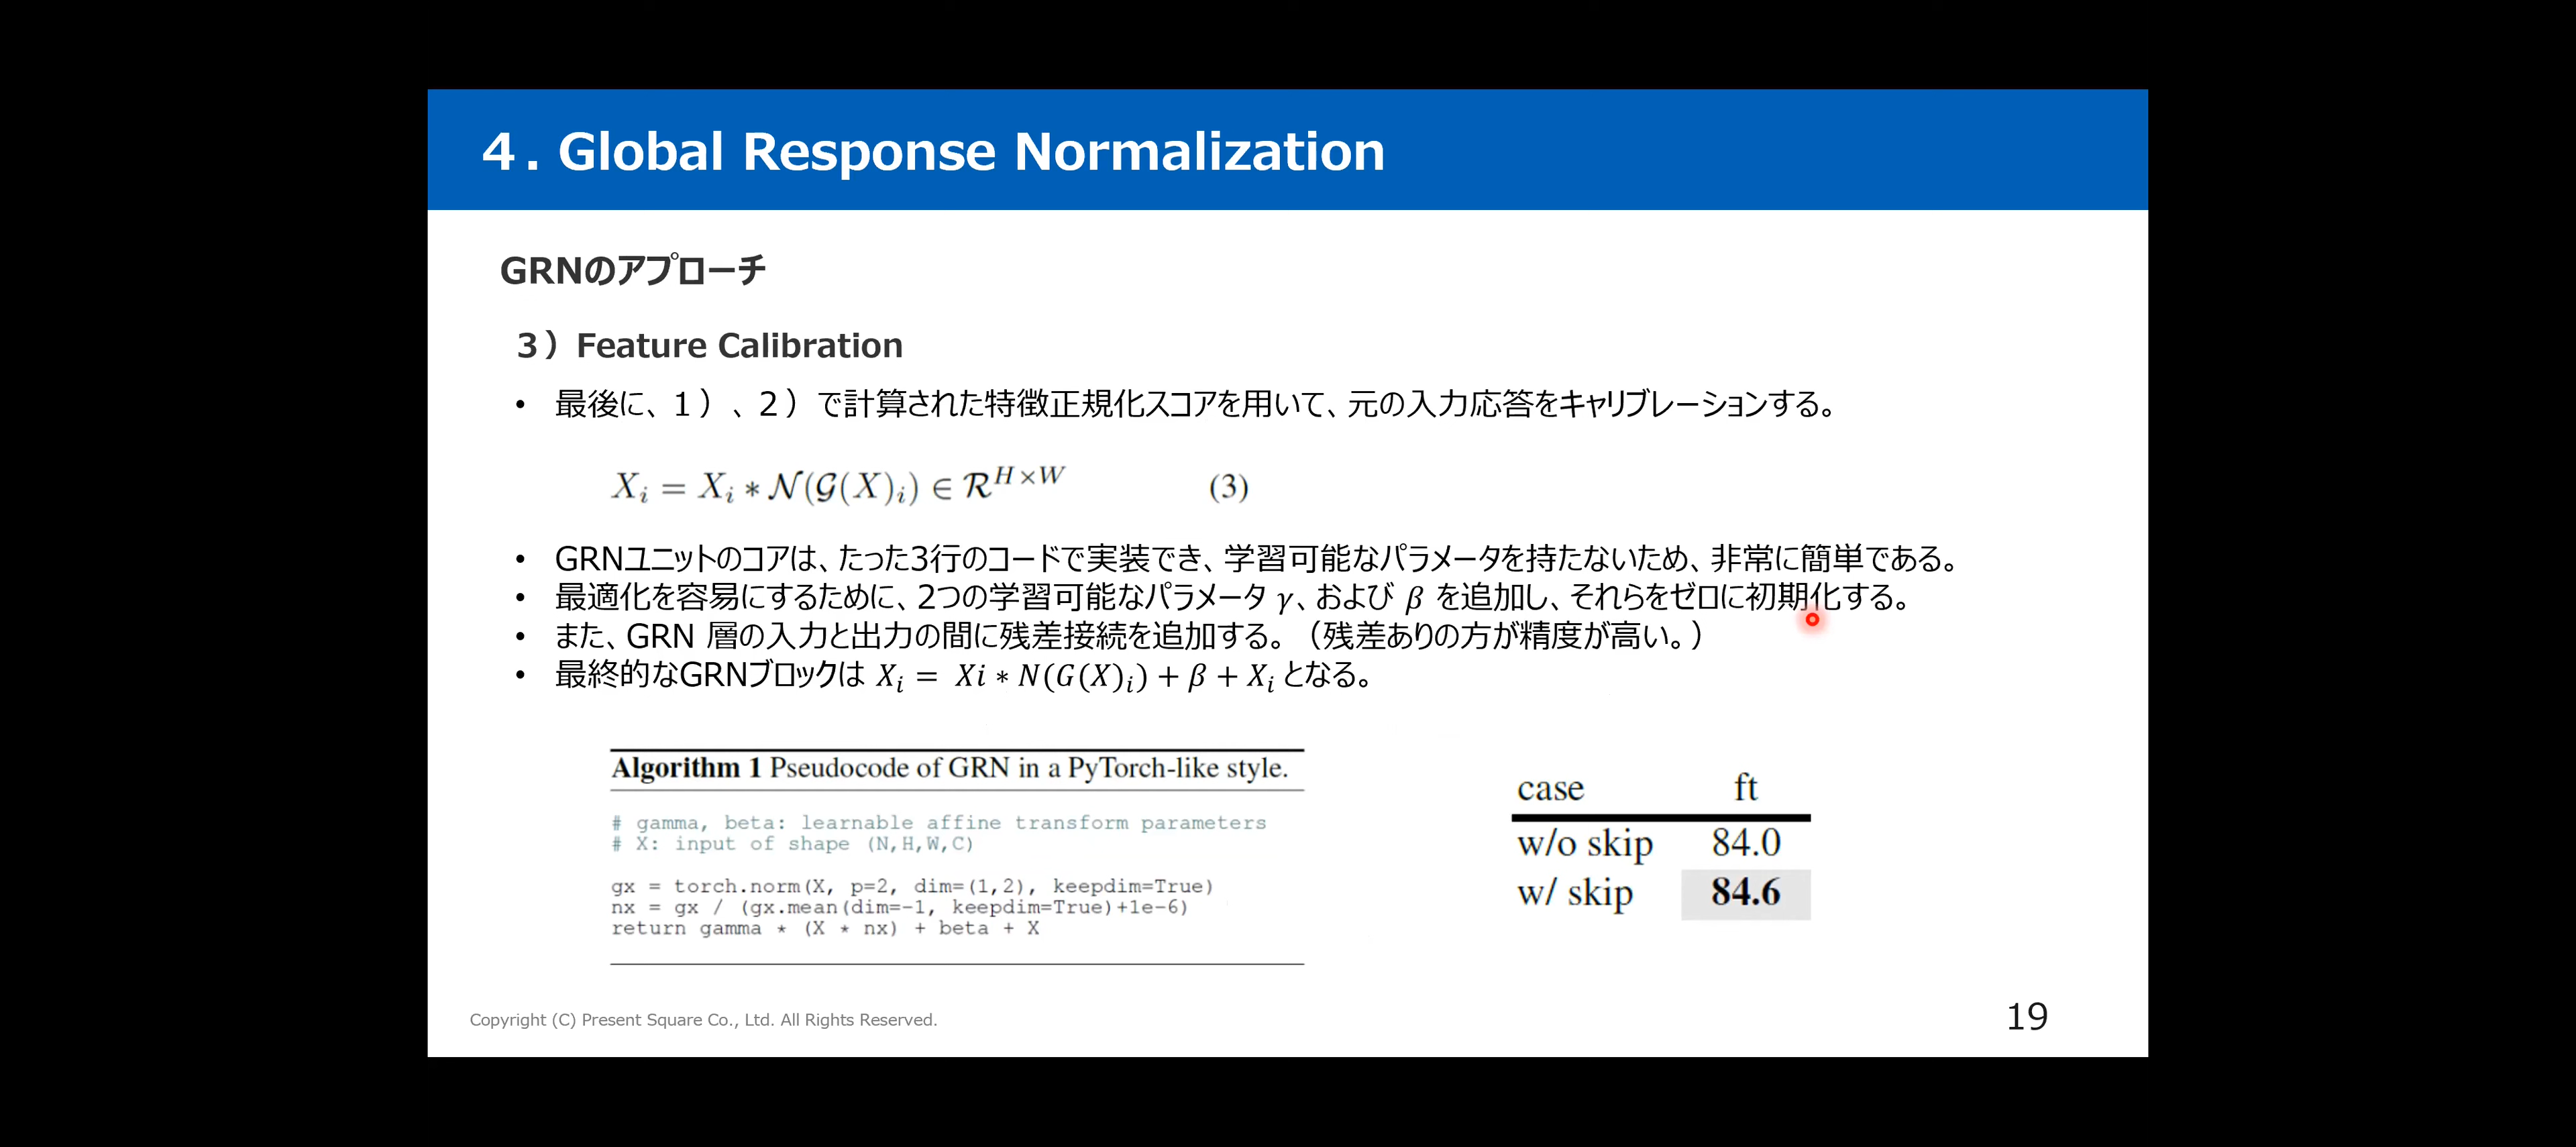 ４. Global Response Normalization
GRNのアプローチ
３）Feature Calibration
• 最後に、１）、２）で計算された特徴正規化スコアを用いて、元の入力応答をキャリブレーションする。
X_i = X_i * N(G(X)_i) ∈ R^{H×W} (3)
• GRNユニットのコアは、たった3行のコードで実装でき、学習可能なパラメータを持たないため、非常に簡単である。
• 最適化を容易にするために、2つの学習可能なパラメータ γ、および β を追加し、それらをゼロに初期化する。
• また、GRN 層の入力と出力の間に残差接続を追加する。（残差ありの方が精度が高い。）
• 最終的なGRNブロックは X_i = Xi * N(G(X)_i) + β + X_i となる。
Algorithm 1 Pseudocode of GRN in a PyTorch-like style.
# gamma, beta: learnable affine transform parameters
# X: input of shape (N,H,W,C)
gx = torch.norm(X, p=2, dim=(1,2), keepdim=True)
nx = gx / (gx.mean(dim=-1, keepdim=True)+1e-6)
return gamma * (X * nx) + beta + X
case ft
w/o skip 84.0
w/ skip 84.6
Copyright (C) Present Square Co., Ltd. All Rights Reserved.
19